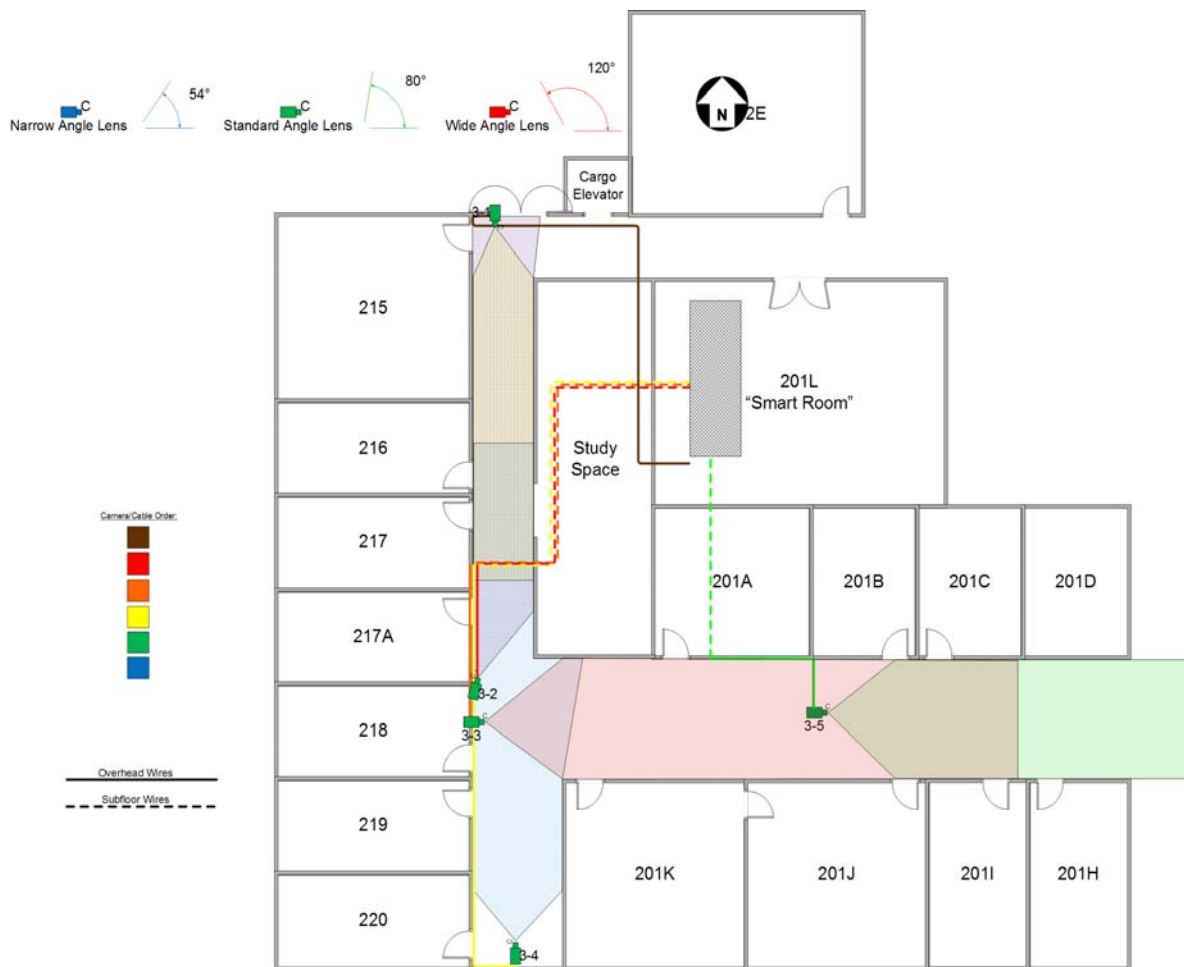 54°
80°
120°
C
C
C
Narrow Angle Lens
Standard Angle Lens
Wide Angle Lens
N
2E
Cargo
Elevator
3-1
215
201L
"Smart Room"
216
Study
Space
Camera/Cable Order:
217
201A
201B
201C
201D
217A
3-2
C
3-3
C
3-5
218
Overhead Wires
Subfloor Wires
219
201K
201J
201I
201H
220
3-4